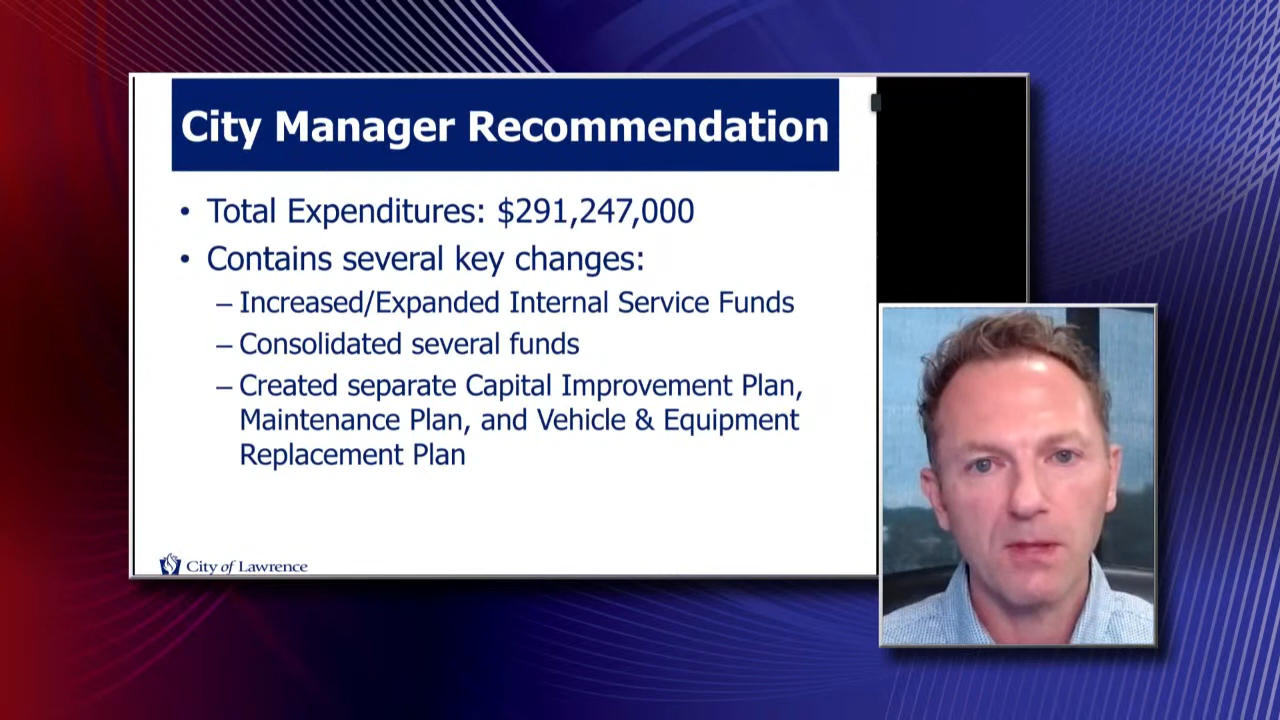 City Manager Recommendation
• Total Expenditures: $291,247,000
• Contains several key changes:
– Increased/Expanded Internal Service Funds
– Consolidated several funds
– Created separate Capital Improvement Plan,
Maintenance Plan, and Vehicle & Equipment
Replacement Plan
City of Lawrence